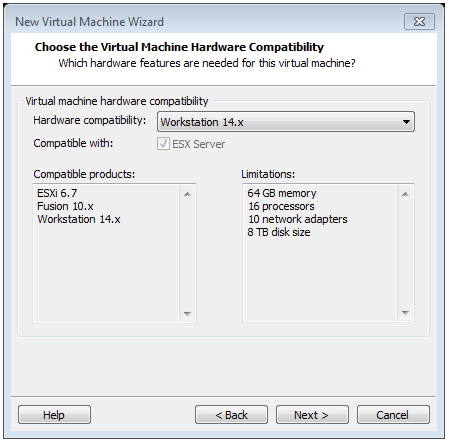 New Virtual Machine Wizard
Choose the Virtual Machine Hardware Compatibility
Which hardware features are needed for this virtual machine?
Virtual machine hardware compatibility
Hardware compatibility:
Workstation 14.x
Compatible with:
ESX Server
Compatible products:
ESXi 6.7
Fusion 10.x
Workstation 14.x
Limitations:
64 GB memory
16 processors
10 network adapters
8 TB disk size
Help
< Back
Next >
Cancel